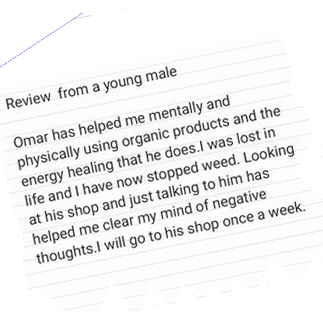 Review from a young male
Omar has helped me mentally and
physically using organic products and the
energy healing that he does.I was lost in
life and I have now stopped weed. Looking
at his shop and just talking to him has
helped me clear my mind of negative
thoughts.I will go to his shop once a week.